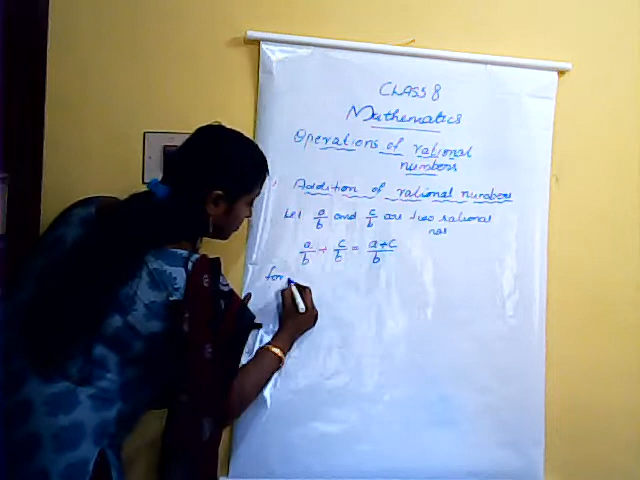 CLASS 8
Mathematics
Operations of rational
numbers
Addition of rational numbers
Let a/b and c/b are two rational
nos
a/b + c/b = a+c/b
for